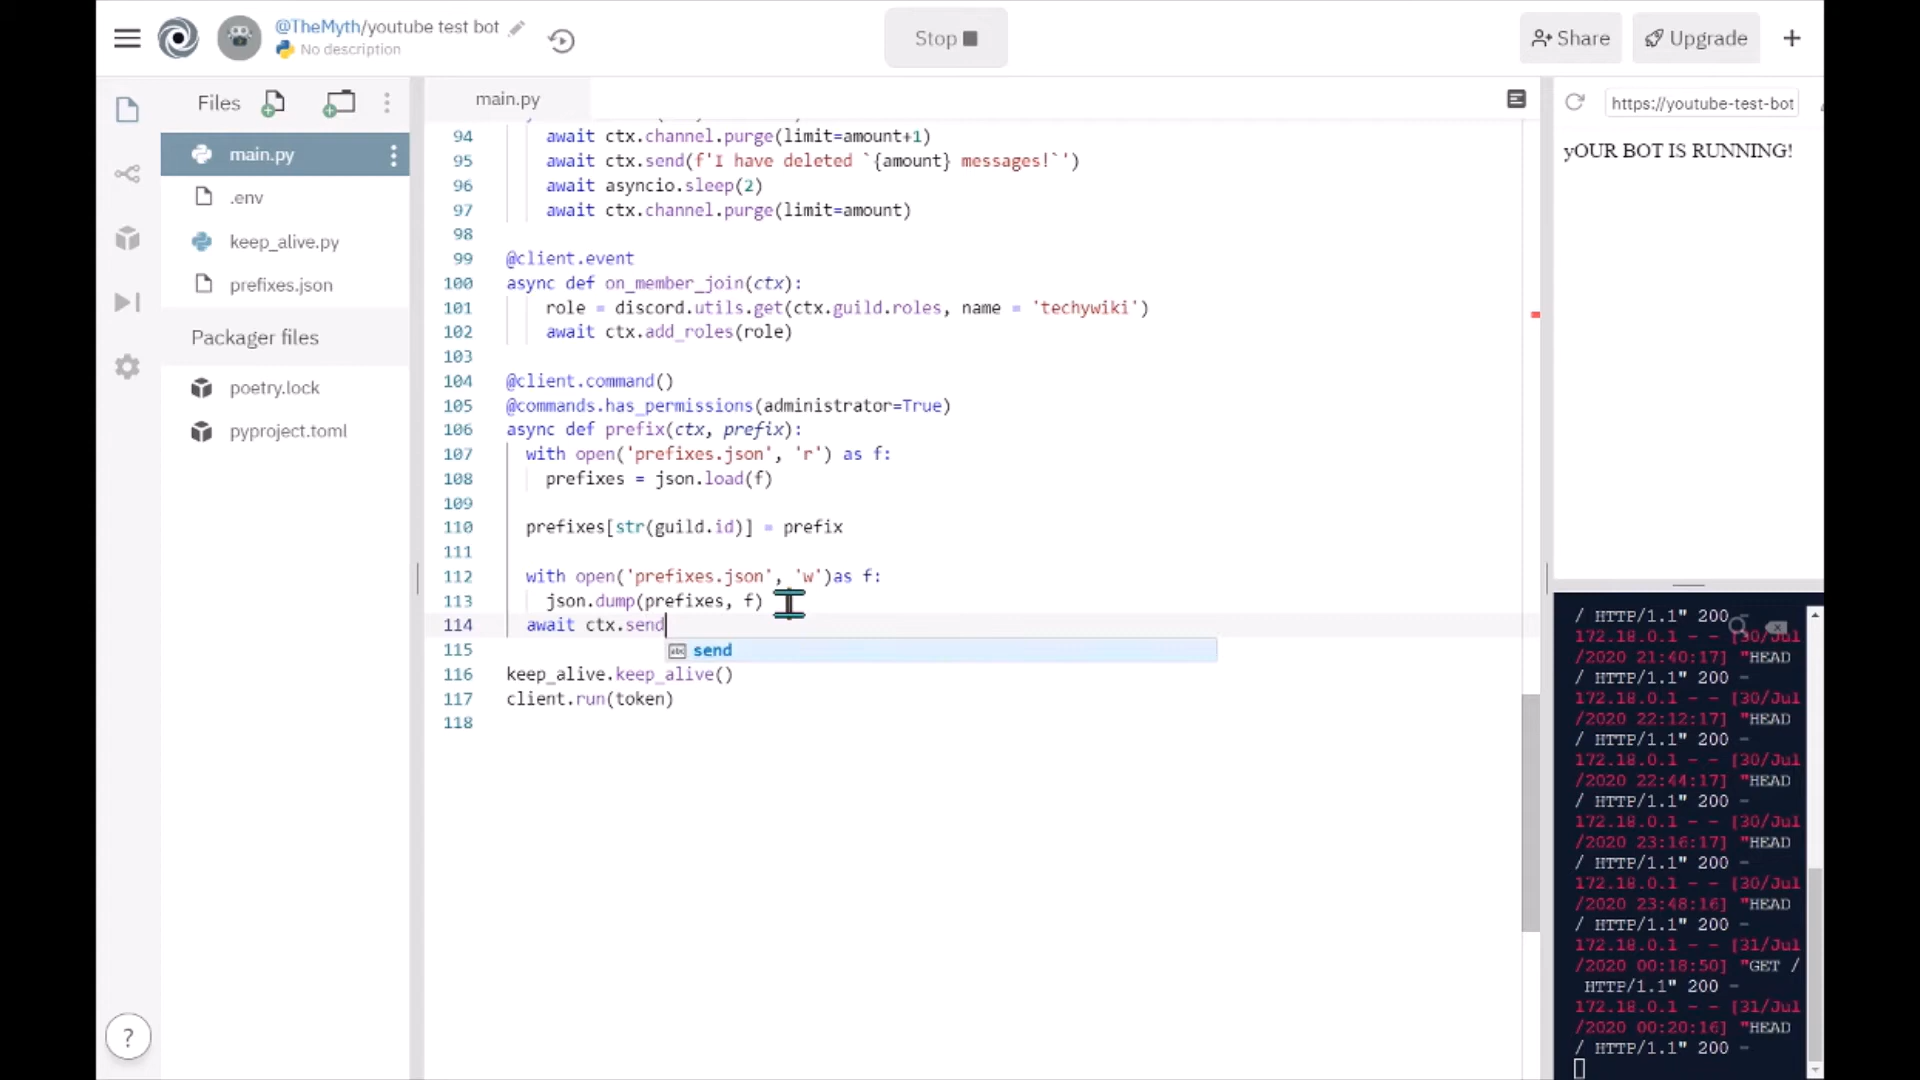 @TheMyth/youtube test bot
No description
Stop
Share
Upgrade
Files
main.py
.env
keep_alive.py
prefixes.json
Packager files
poetry.lock
pyproject.toml
main.py
94 await ctx.channel.purge(limit=amount+1)
95 await ctx.send(f'I have deleted `{amount} messages!`')
96 await asyncio.sleep(2)
97 await ctx.channel.purge(limit=amount)
98
99 @client.event
100 async def on_member_join(ctx):
101 role = discord.utils.get(ctx.guild.roles, name = 'techywiki')
102 await ctx.add_roles(role)
103
104 @client.command()
105 @commands.has_permissions(administrator=True)
106 async def prefix(ctx, prefix):
107 with open('prefixes.json', 'r') as f:
108 prefixes = json.load(f)
109
110 prefixes[str(guild.id)] = prefix
111
112 with open('prefixes.json', 'w')as f:
113 json.dump(prefixes, f)
114 await ctx.send
abc send
115
116 keep_alive.keep_alive()
117 client.run(token)
118
https://youtube-test-bot
yOUR BOT IS RUNNING!
/ HTTP/1.1" 200 -
172.18.0.1 - - [30/Jul
/2020 21:40:17] "HEAD
/ HTTP/1.1" 200 -
172.18.0.1 - - [30/Jul
/2020 22:12:17] "HEAD
/ HTTP/1.1" 200 -
172.18.0.1 - - [30/Jul
/2020 22:44:17] "HEAD
/ HTTP/1.1" 200 -
172.18.0.1 - - [30/Jul
/2020 23:16:17] "HEAD
/ HTTP/1.1" 200 -
172.18.0.1 - - [30/Jul
/2020 23:48:16] "HEAD
/ HTTP/1.1" 200 -
172.18.0.1 - - [31/Jul
/2020 00:18:50] "GET /
HTTP/1.1" 200 -
172.18.0.1 - - [31/Jul
/2020 00:20:16] "HEAD
/ HTTP/1.1" 200 -
?